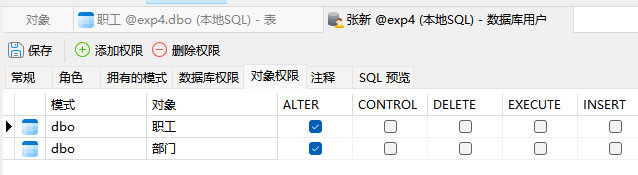 对象 职工 @exp4.dbo (本地SQL) - 表 张新 @exp4 (本地SQL) - 数据库用户
保存 添加权限 删除权限
常规 角色 拥有的模式 数据库权限 对象权限 注释 SQL 预览
模式 对象 ALTER CONTROL DELETE EXECUTE INSERT
dbo 职工
dbo 部门